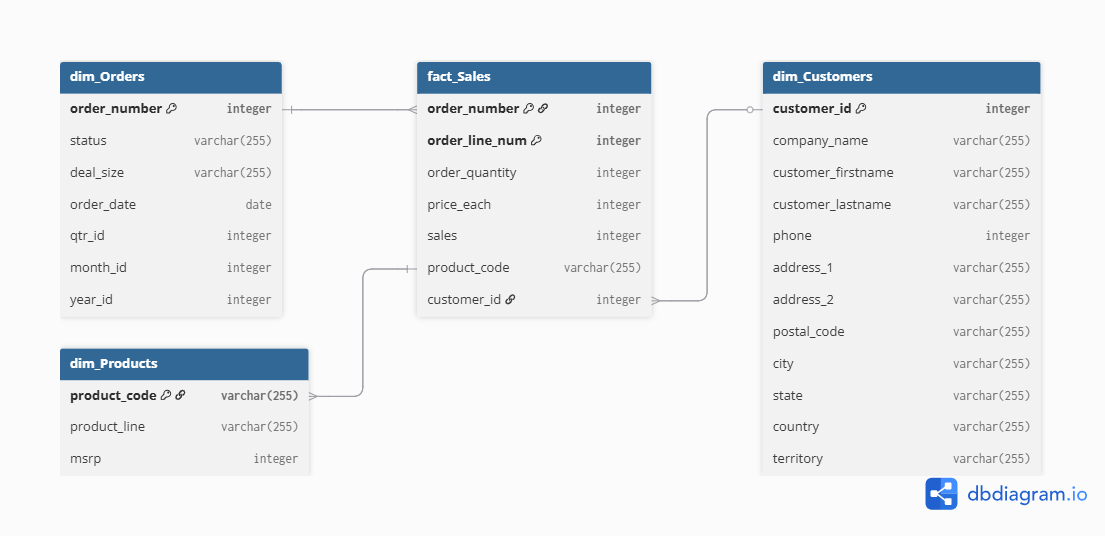 dim_Orders
order_number integer
status varchar(255)
deal_size varchar(255)
order_date date
qtr_id integer
month_id integer
year_id integer
dim_Products
product_code varchar(255)
product_line varchar(255)
msrp integer
fact_Sales
order_number integer
order_line_num integer
order_quantity integer
price_each integer
sales integer
product_code varchar(255)
customer_id integer
dim_Customers
customer_id integer
company_name varchar(255)
customer_firstname varchar(255)
customer_lastname varchar(255)
phone integer
address_1 varchar(255)
address_2 varchar(255)
postal_code varchar(255)
city varchar(255)
state varchar(255)
country varchar(255)
territory varchar(255)
dbdiagram.io